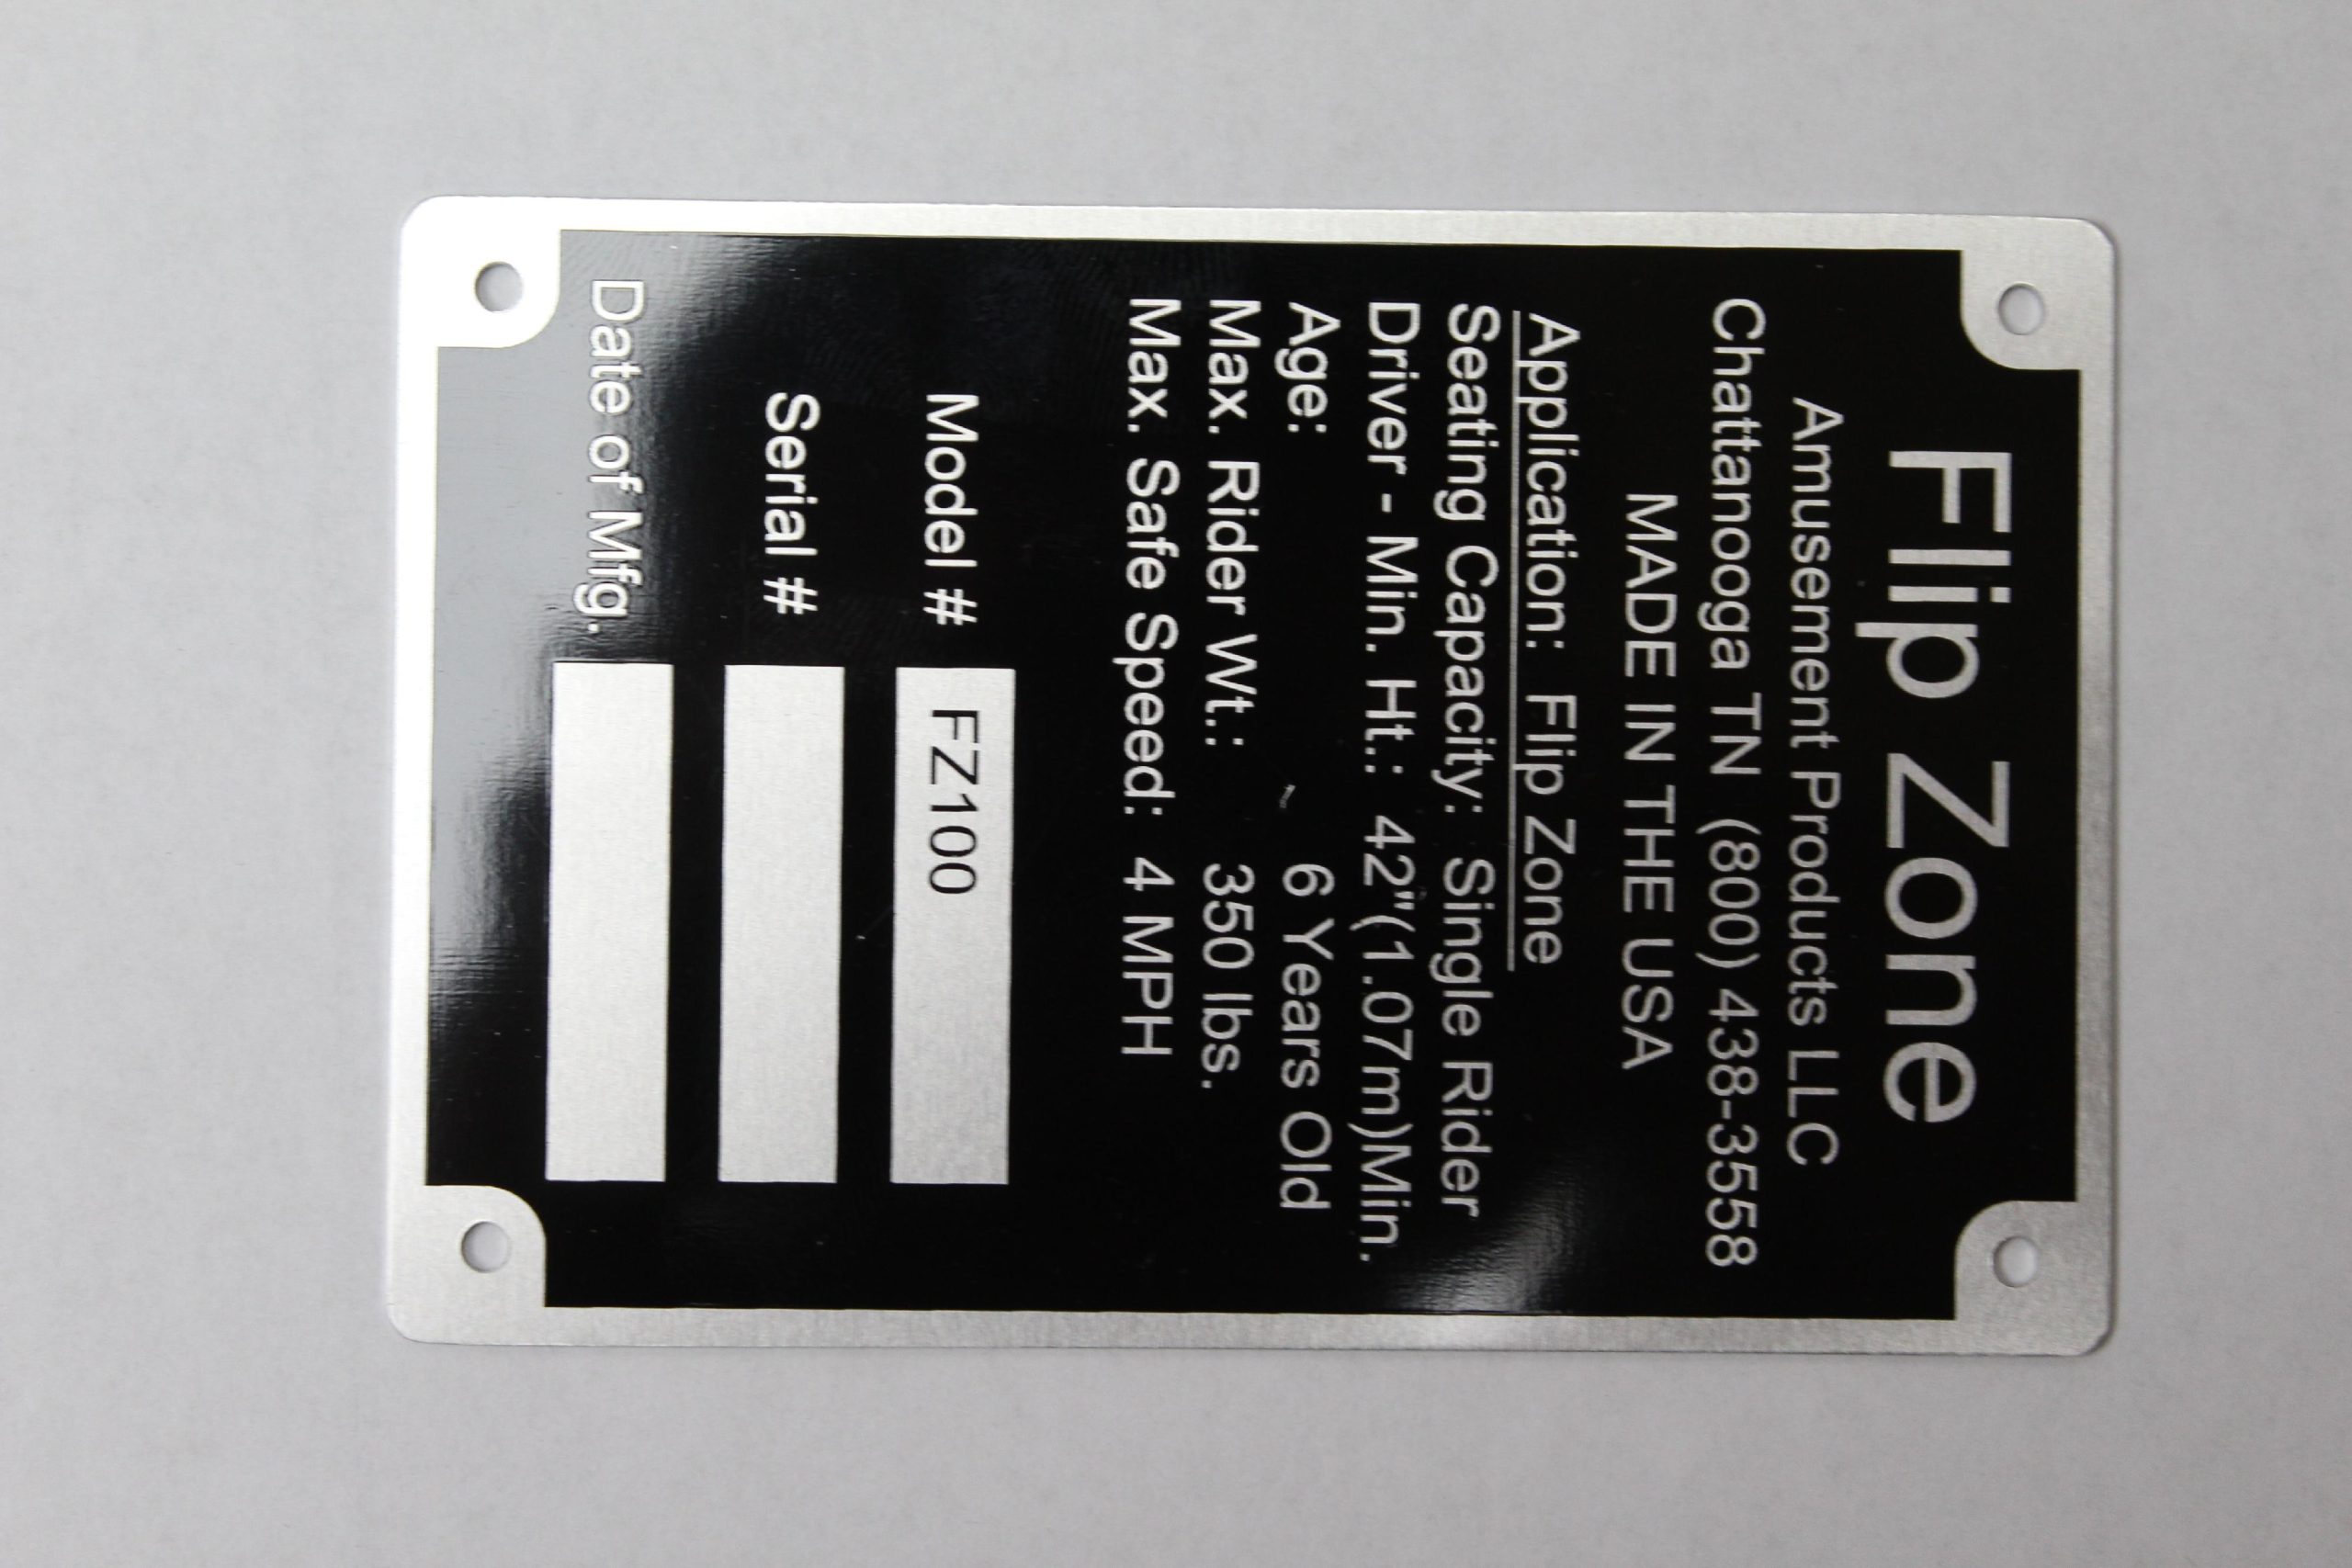 Flip Zone
Amusement Products LLC
Chattanooga TN (800) 438-3558
MADE IN THE USA
Application: Flip Zone
Seating Capacity: Single Rider
Driver - Min. Ht.: 42"(1.07m)Min.
Age: 6 Years Old
Max. Rider Wt.: 350 lbs.
Max. Safe Speed: 4 MPH
Model # FZ100
Serial #
Date of Mfg.